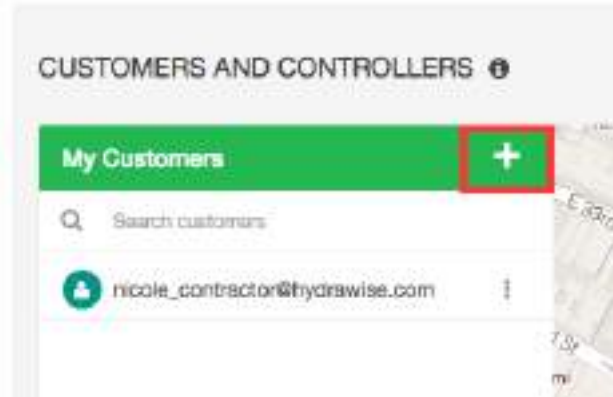 CUSTOMERS AND CONTROLLERS
My Customers
Search customers
nicole_contractor@hydrawise.com